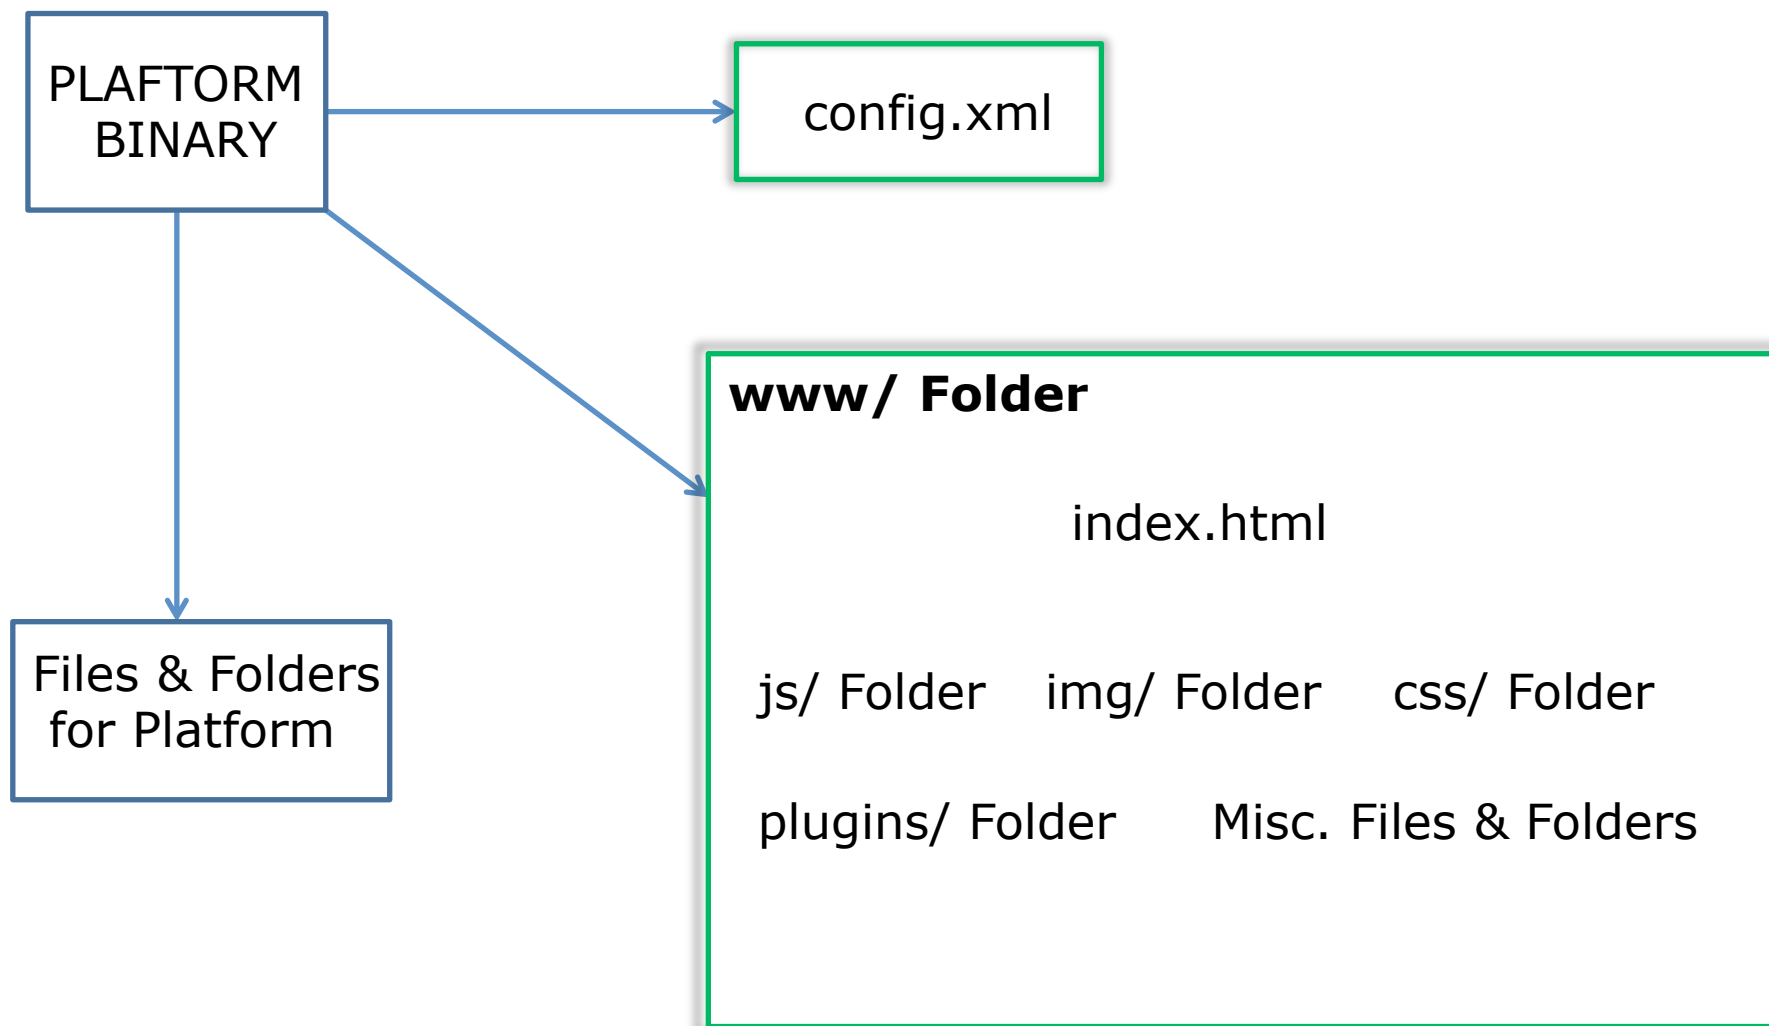 PLAFTORM
BINARY
config.xml
www/ Folder
index.html
Files & Folders
for Platform
js/ Folder img/ Folder css/ Folder
plugins/ Folder Misc. Files & Folders